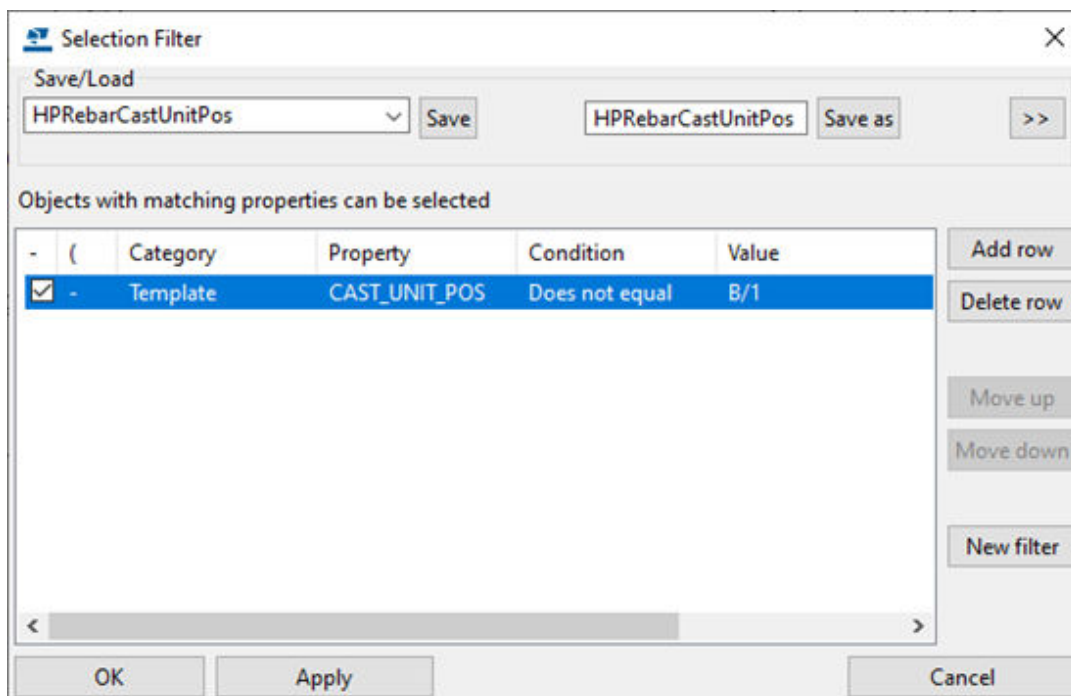 Selection Filter
Save/Load
HPRebarCastUnitPos Save HPRebarCastUnitPos Save as >>
Objects with matching properties can be selected
- ( Category Property Condition Value
- Template CAST_UNIT_POS Does not equal B/1
Add row
Delete row
Move up
Move down
New filter
OK Apply Cancel